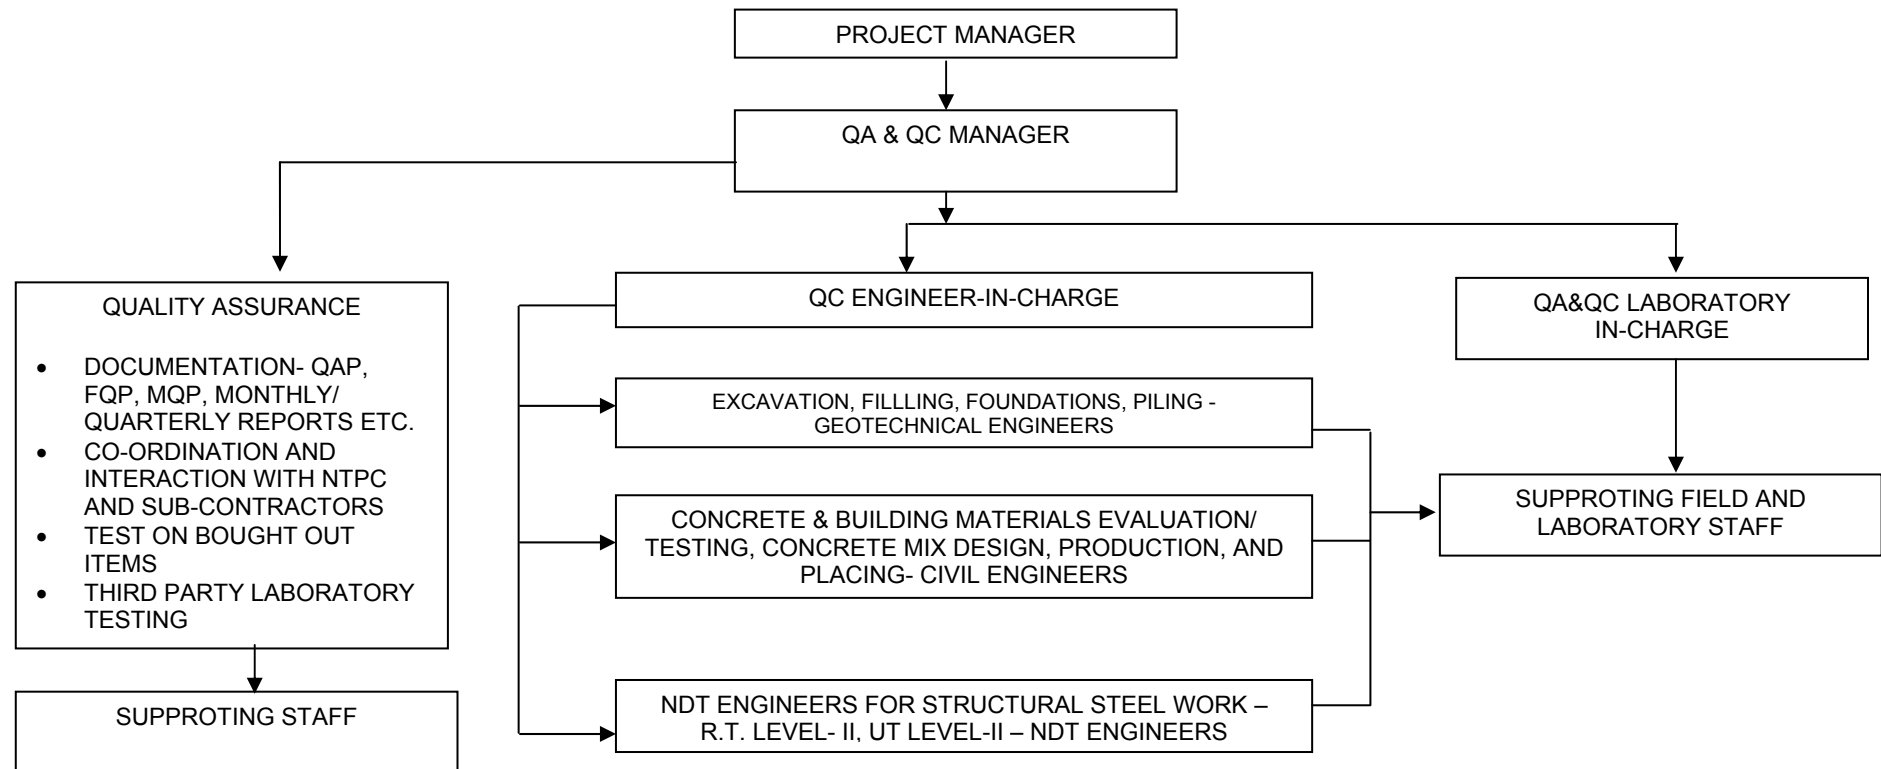 PROJECT MANAGER
QA & QC MANAGER
QUALITY ASSURANCE
• DOCUMENTATION- QAP,
FQP, MQP, MONTHLY/
QUARTERLY REPORTS ETC.
• CO-ORDINATION AND
INTERACTION WITH NTPC
AND SUB-CONTRACTORS
• TEST ON BOUGHT OUT
ITEMS
• THIRD PARTY LABORATORY
TESTING
SUPPROTING STAFF
QC ENGINEER-IN-CHARGE
EXCAVATION, FILLLING, FOUNDATIONS, PILING -
GEOTECHNICAL ENGINEERS
CONCRETE & BUILDING MATERIALS EVALUATION/
TESTING, CONCRETE MIX DESIGN, PRODUCTION, AND
PLACING- CIVIL ENGINEERS
NDT ENGINEERS FOR STRUCTURAL STEEL WORK –
R.T. LEVEL- II, UT LEVEL-II – NDT ENGINEERS
QA&QC LABORATORY
IN-CHARGE
SUPPROTING FIELD AND
LABORATORY STAFF